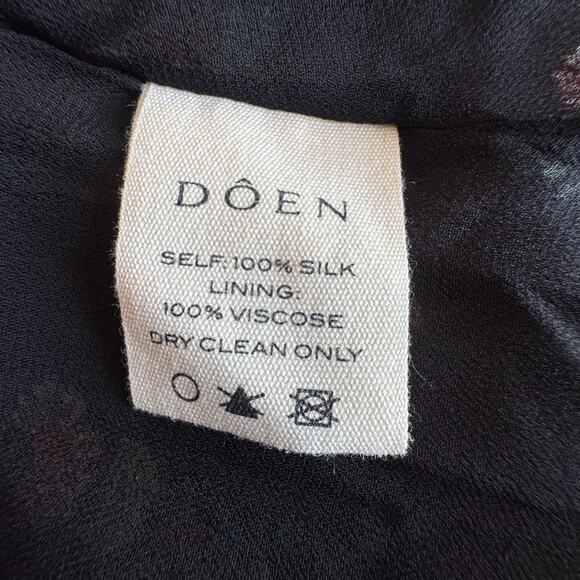 DÔEN
SELF: 100% SILK
LINING:
100% VISCOSE
DRY CLEAN ONLY